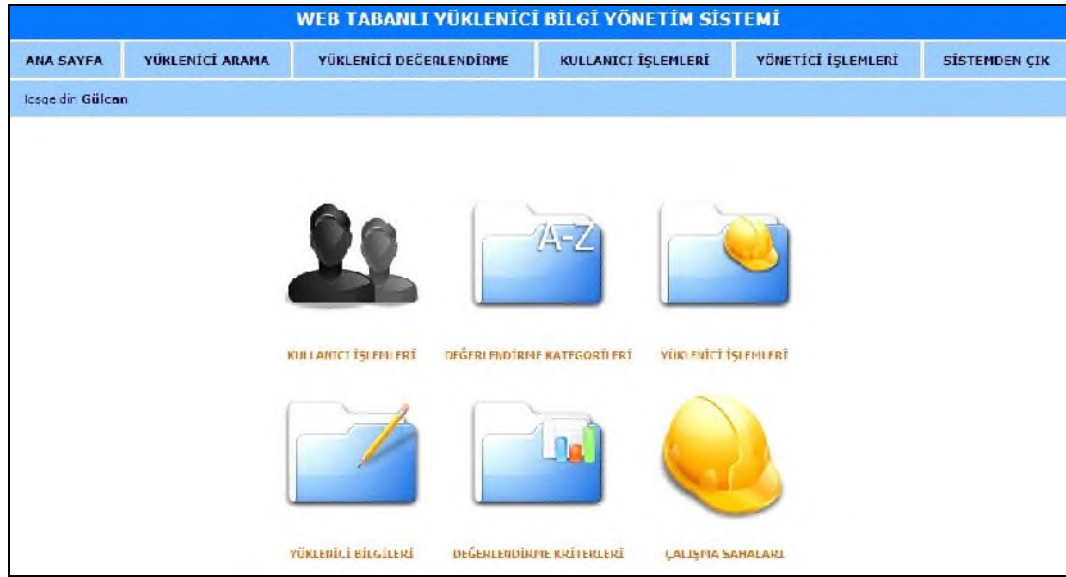 WEB TABANLI YÜKLENİCİ BİLGİ YÖNETİM SİSTEMİ
ANA SAYFA YÜKLENİCİ ARAMA YÜKLENİCİ DEĞERLENDİRME KULLANICI İŞLEMLERİ YÖNETİCİ İŞLEMLERİ SİSTEMDEN ÇIK
Hoşgeldin Gülcan
A-Z
KULLANICI İŞLEMLERİ DEĞERLENDİRME KATEGORİLERİ YÜKLENİCİ İŞLEMLERİ
YÜKLENİCİ BİLGİLERİ DEĞERLENDİRME KRİTERLERİ ÇALIŞMA SAHALARI